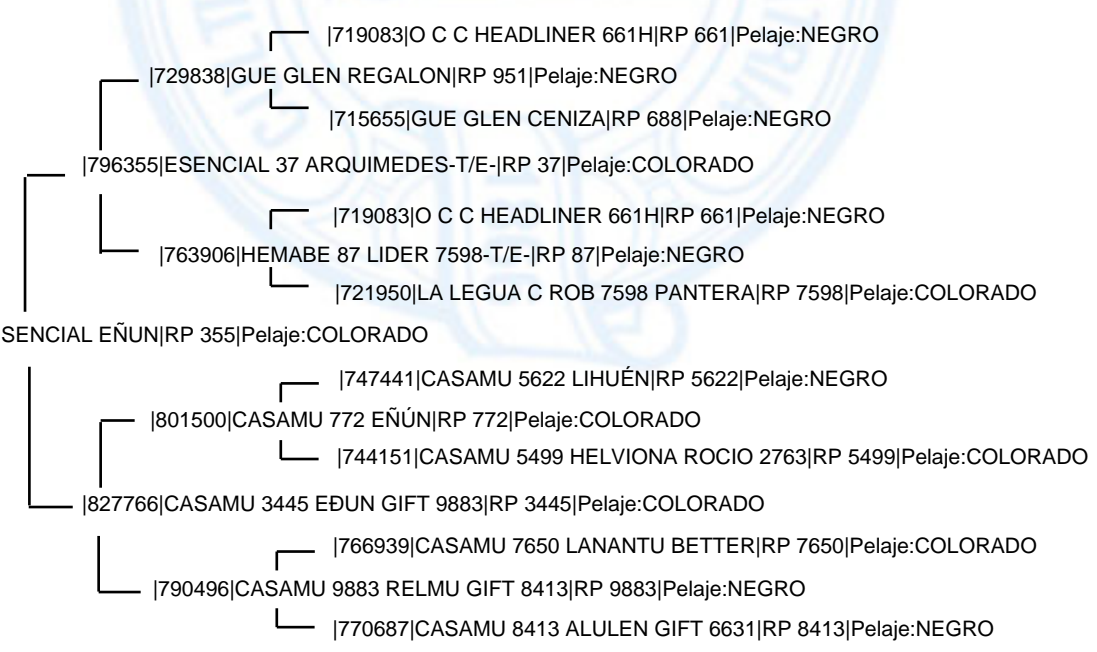 |719083|O C C HEADLINER 661H|RP 661|Pelaje:NEGRO
|729838|GUE GLEN REGALON|RP 951|Pelaje:NEGRO
|715655|GUE GLEN CENIZA|RP 688|Pelaje:NEGRO
|796355|ESENCIAL 37 ARQUIMEDES-T/E-|RP 37|Pelaje:COLORADO
|719083|O C C HEADLINER 661H|RP 661|Pelaje:NEGRO
|763906|HEMABE 87 LIDER 7598-T/E-|RP 87|Pelaje:NEGRO
|721950|LA LEGUA C ROB 7598 PANTERA|RP 7598|Pelaje:COLORADO
SENCIAL EÑUN|RP 355|Pelaje:COLORADO
|747441|CASAMU 5622 LIHUÉN|RP 5622|Pelaje:NEGRO
|801500|CASAMU 772 EÑÚN|RP 772|Pelaje:COLORADO
|744151|CASAMU 5499 HELVIONA ROCIO 2763|RP 5499|Pelaje:COLORADO
|827766|CASAMU 3445 EÐUN GIFT 9883|RP 3445|Pelaje:COLORADO
|766939|CASAMU 7650 LANANTU BETTER|RP 7650|Pelaje:COLORADO
|790496|CASAMU 9883 RELMU GIFT 8413|RP 9883|Pelaje:NEGRO
|770687|CASAMU 8413 ALULEN GIFT 6631|RP 8413|Pelaje:NEGRO